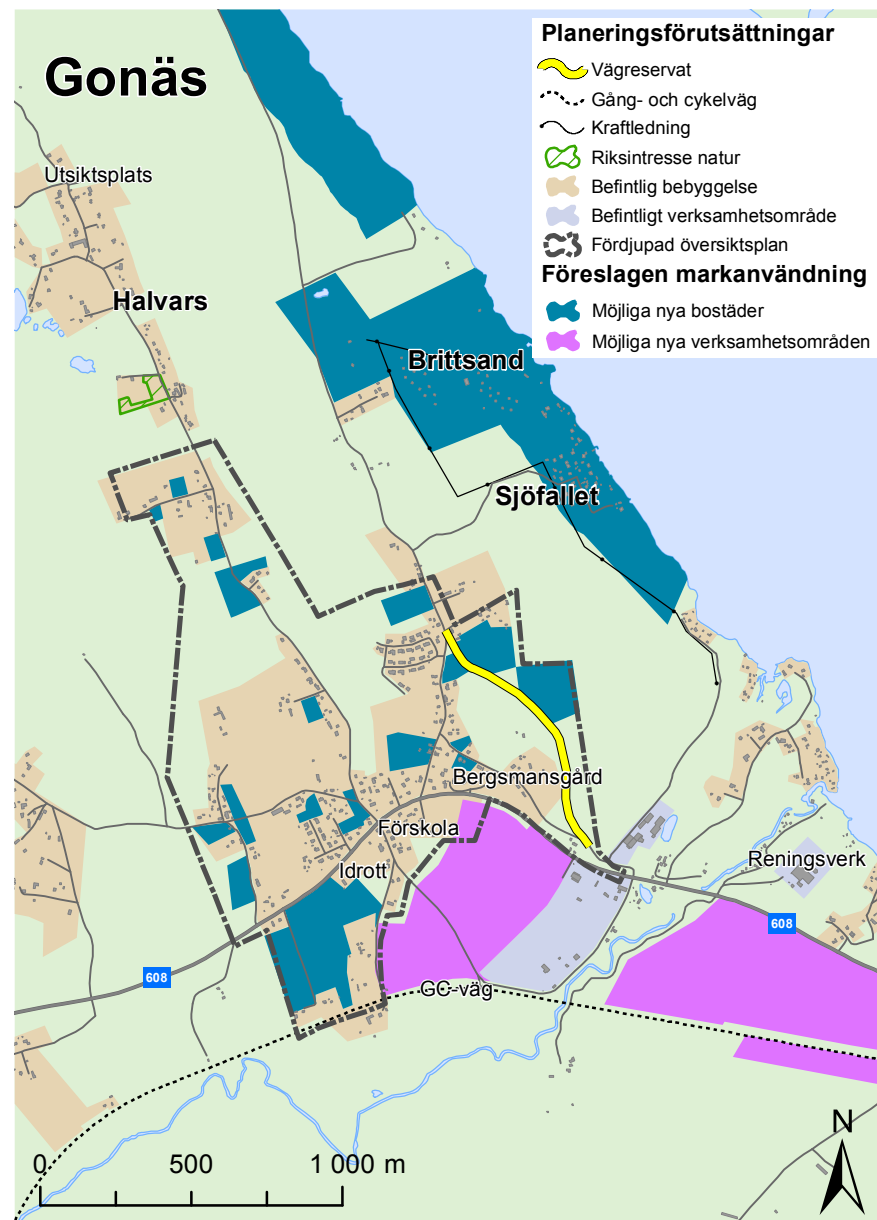 Gonäs
Planeringsförutsättningar
Vägreservat
Gång- och cykelväg
Kraftledning
Riksintresse natur
Befintlig bebyggelse
Befintligt verksamhetsområde
Fördjupad översiktsplan
Föreslagen markanvändning
Möjliga nya bostäder
Möjliga nya verksamhetsområden
Utsiktsplats
Halvars
Brittsand
Sjöfallet
Bergsmansgård
Förskola
Idrott
Reningsverk
608
608
GC-väg
N
0 500 1 000 m